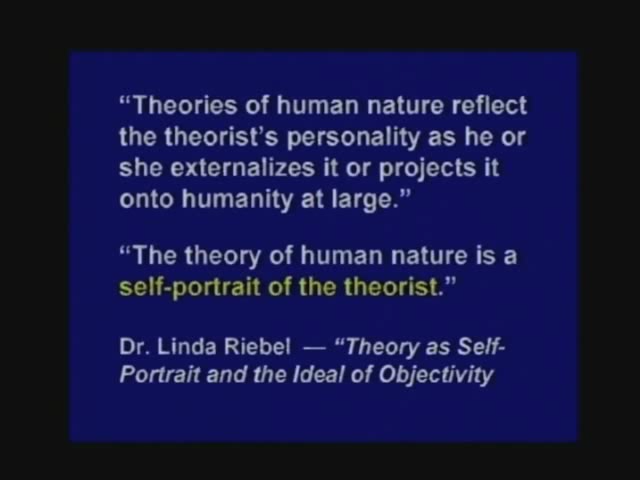 “Theories of human nature reflect
the theorist’s personality as he or
she externalizes it or projects it
onto humanity at large.”
“The theory of human nature is a
self-portrait of the theorist.”
Dr. Linda Riebel — “Theory as Self-
Portrait and the Ideal of Objectivity